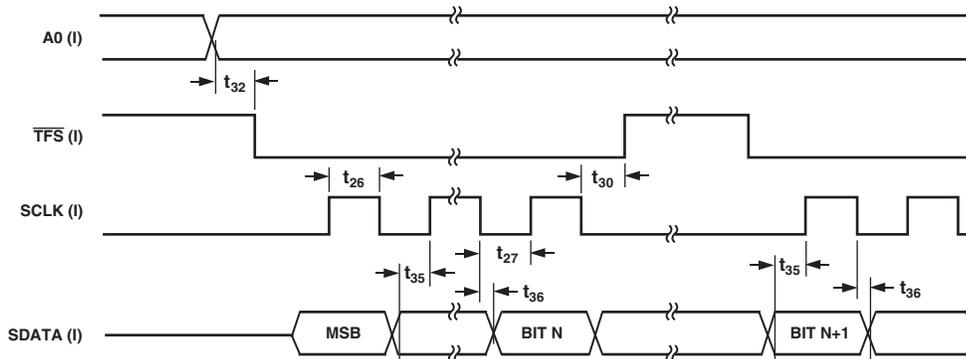 A0 (I)
t32
TFS (I)
t26
t30
SCLK (I)
t27
t35
t35
t36
t36
SDATA (I)
MSB
BIT N
BIT N+1